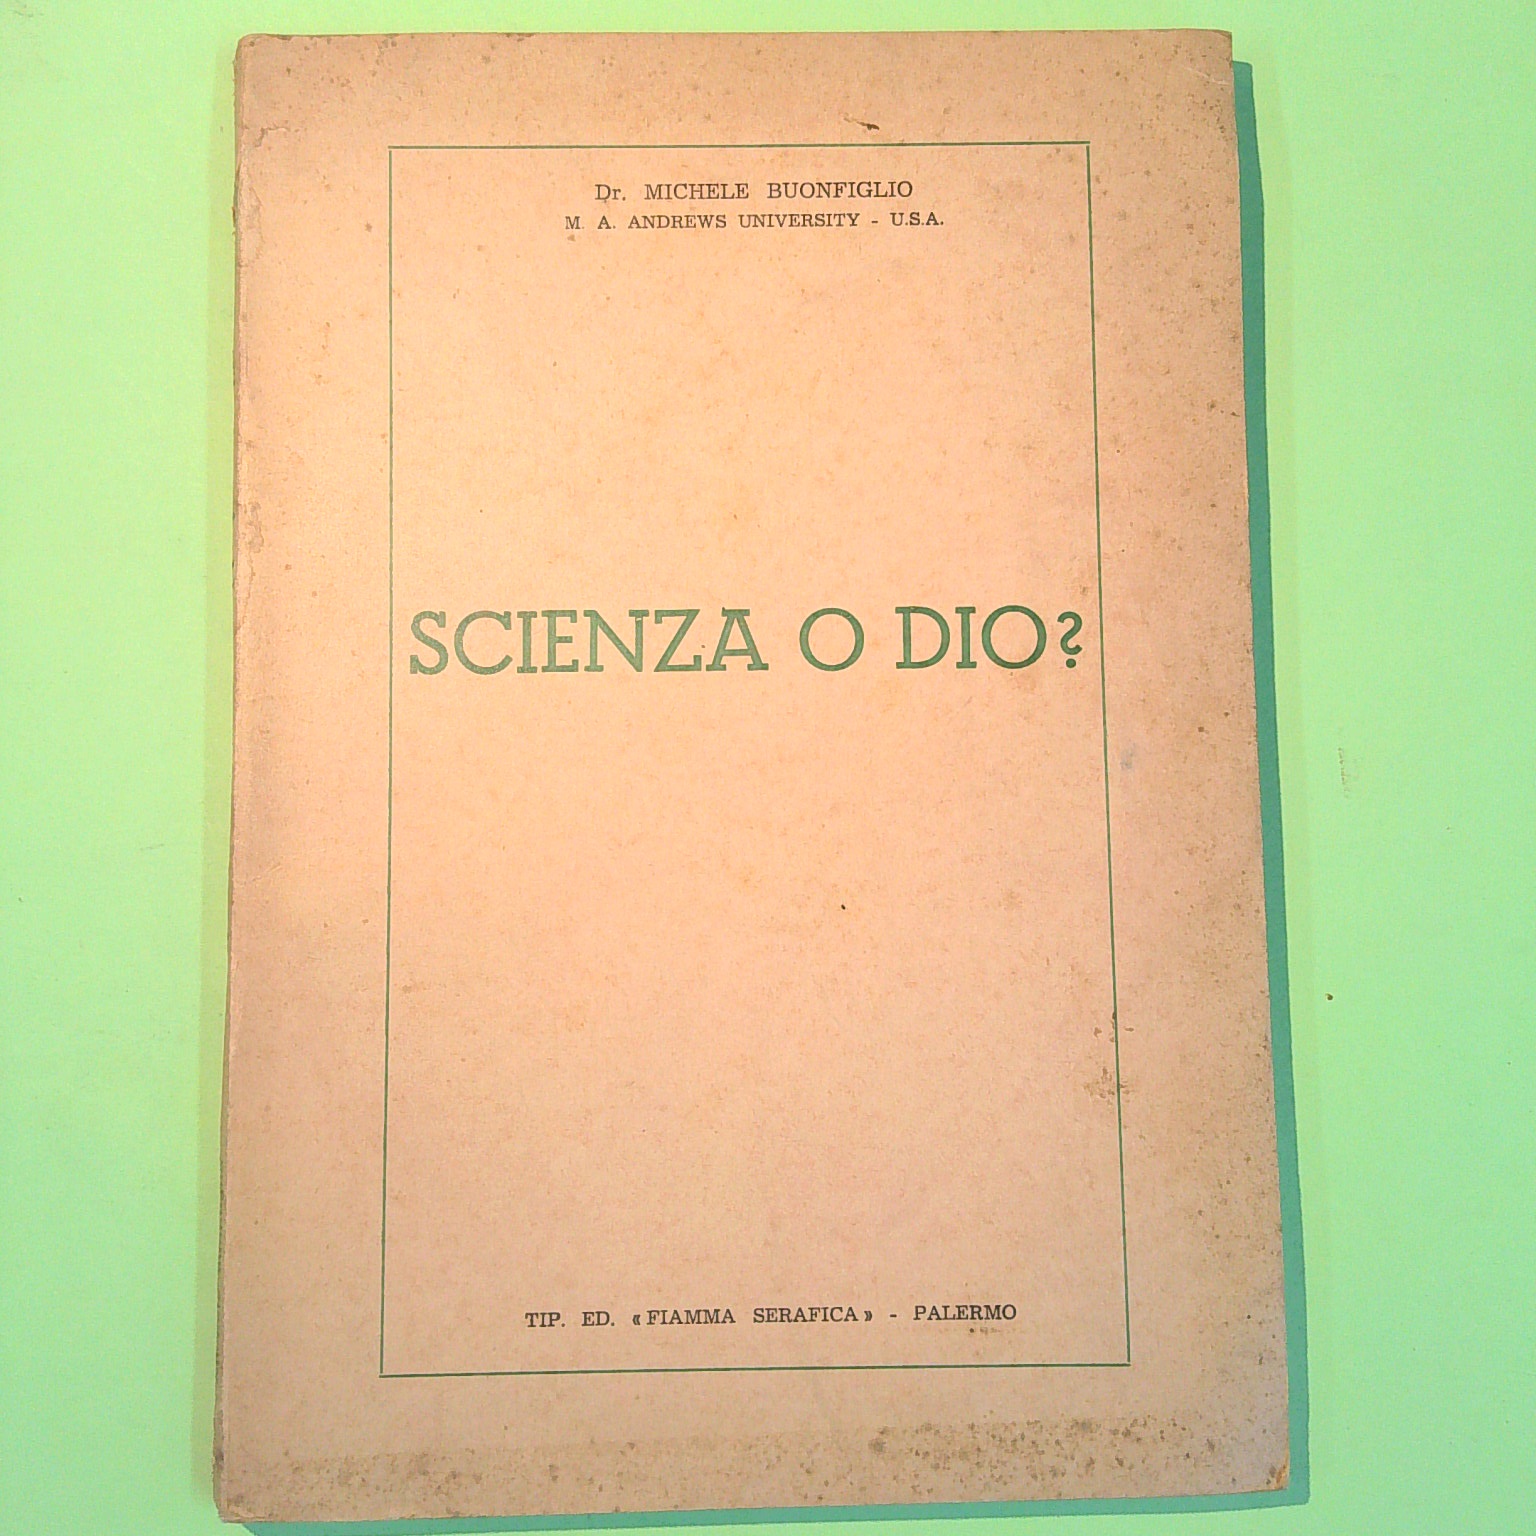 Dr. MICHELE BUONFIGLIO
M. A. ANDREWS UNIVERSITY - U.S.A.
SCIENZA O DIO?
TIP. ED. «FIAMMA SERAFICA» - PALERMO